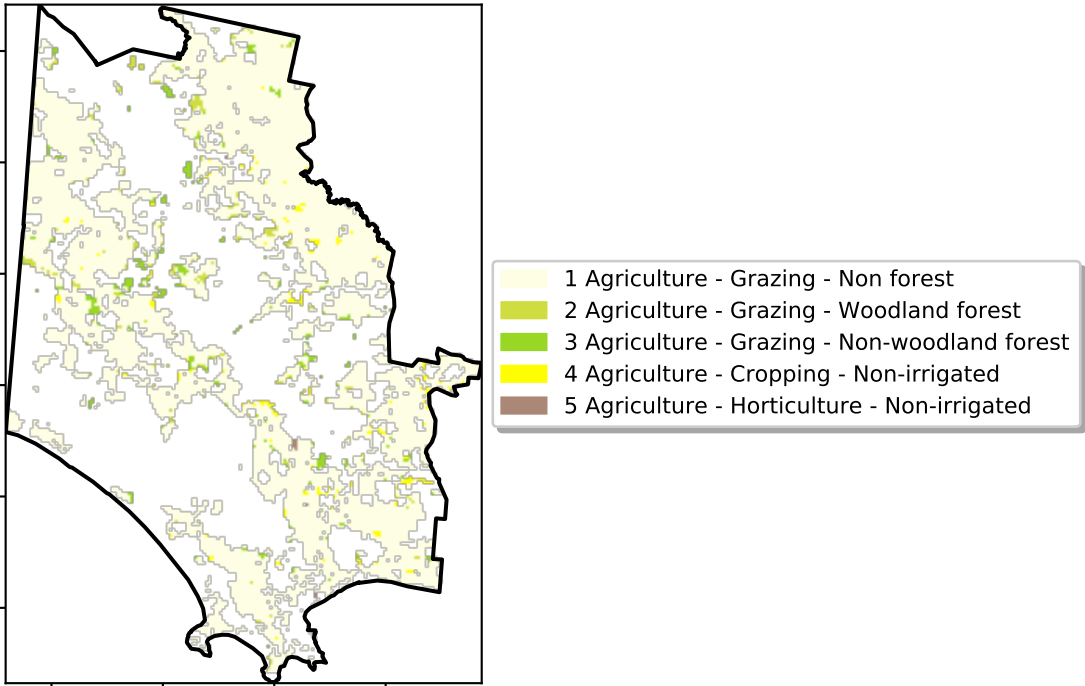 1 Agriculture - Grazing - Non forest
2 Agriculture - Grazing - Woodland forest
3 Agriculture - Grazing - Non-woodland forest
4 Agriculture - Cropping - Non-irrigated
5 Agriculture - Horticulture - Non-irrigated